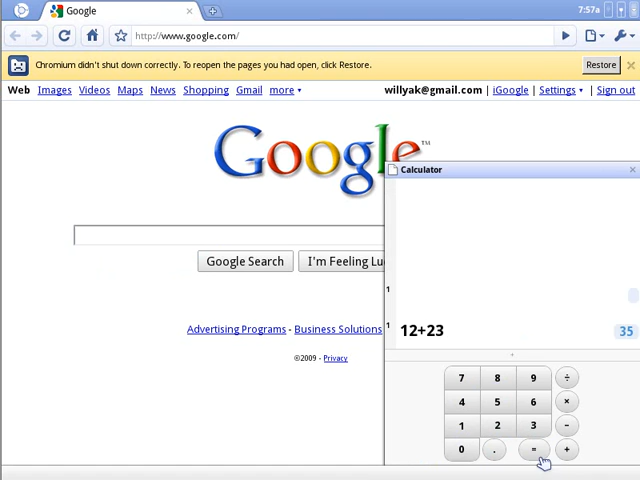 Google
7:57a
http://www.google.com/
Chromium didn't shut down correctly. To reopen the pages you had open, click Restore.
Restore
Web Images Videos Maps News Shopping Gmail more ▾
willyak@gmail.com | iGoogle | Settings ▾ | Sign out
Google™
Calculator
Google Search
I'm Feeling Lu
1
1
12+23 35
Advertising Programs - Business Solutions
©2009 - Privacy
7 8 9 ÷
4 5 6 ×
1 2 3 −
0 . = +